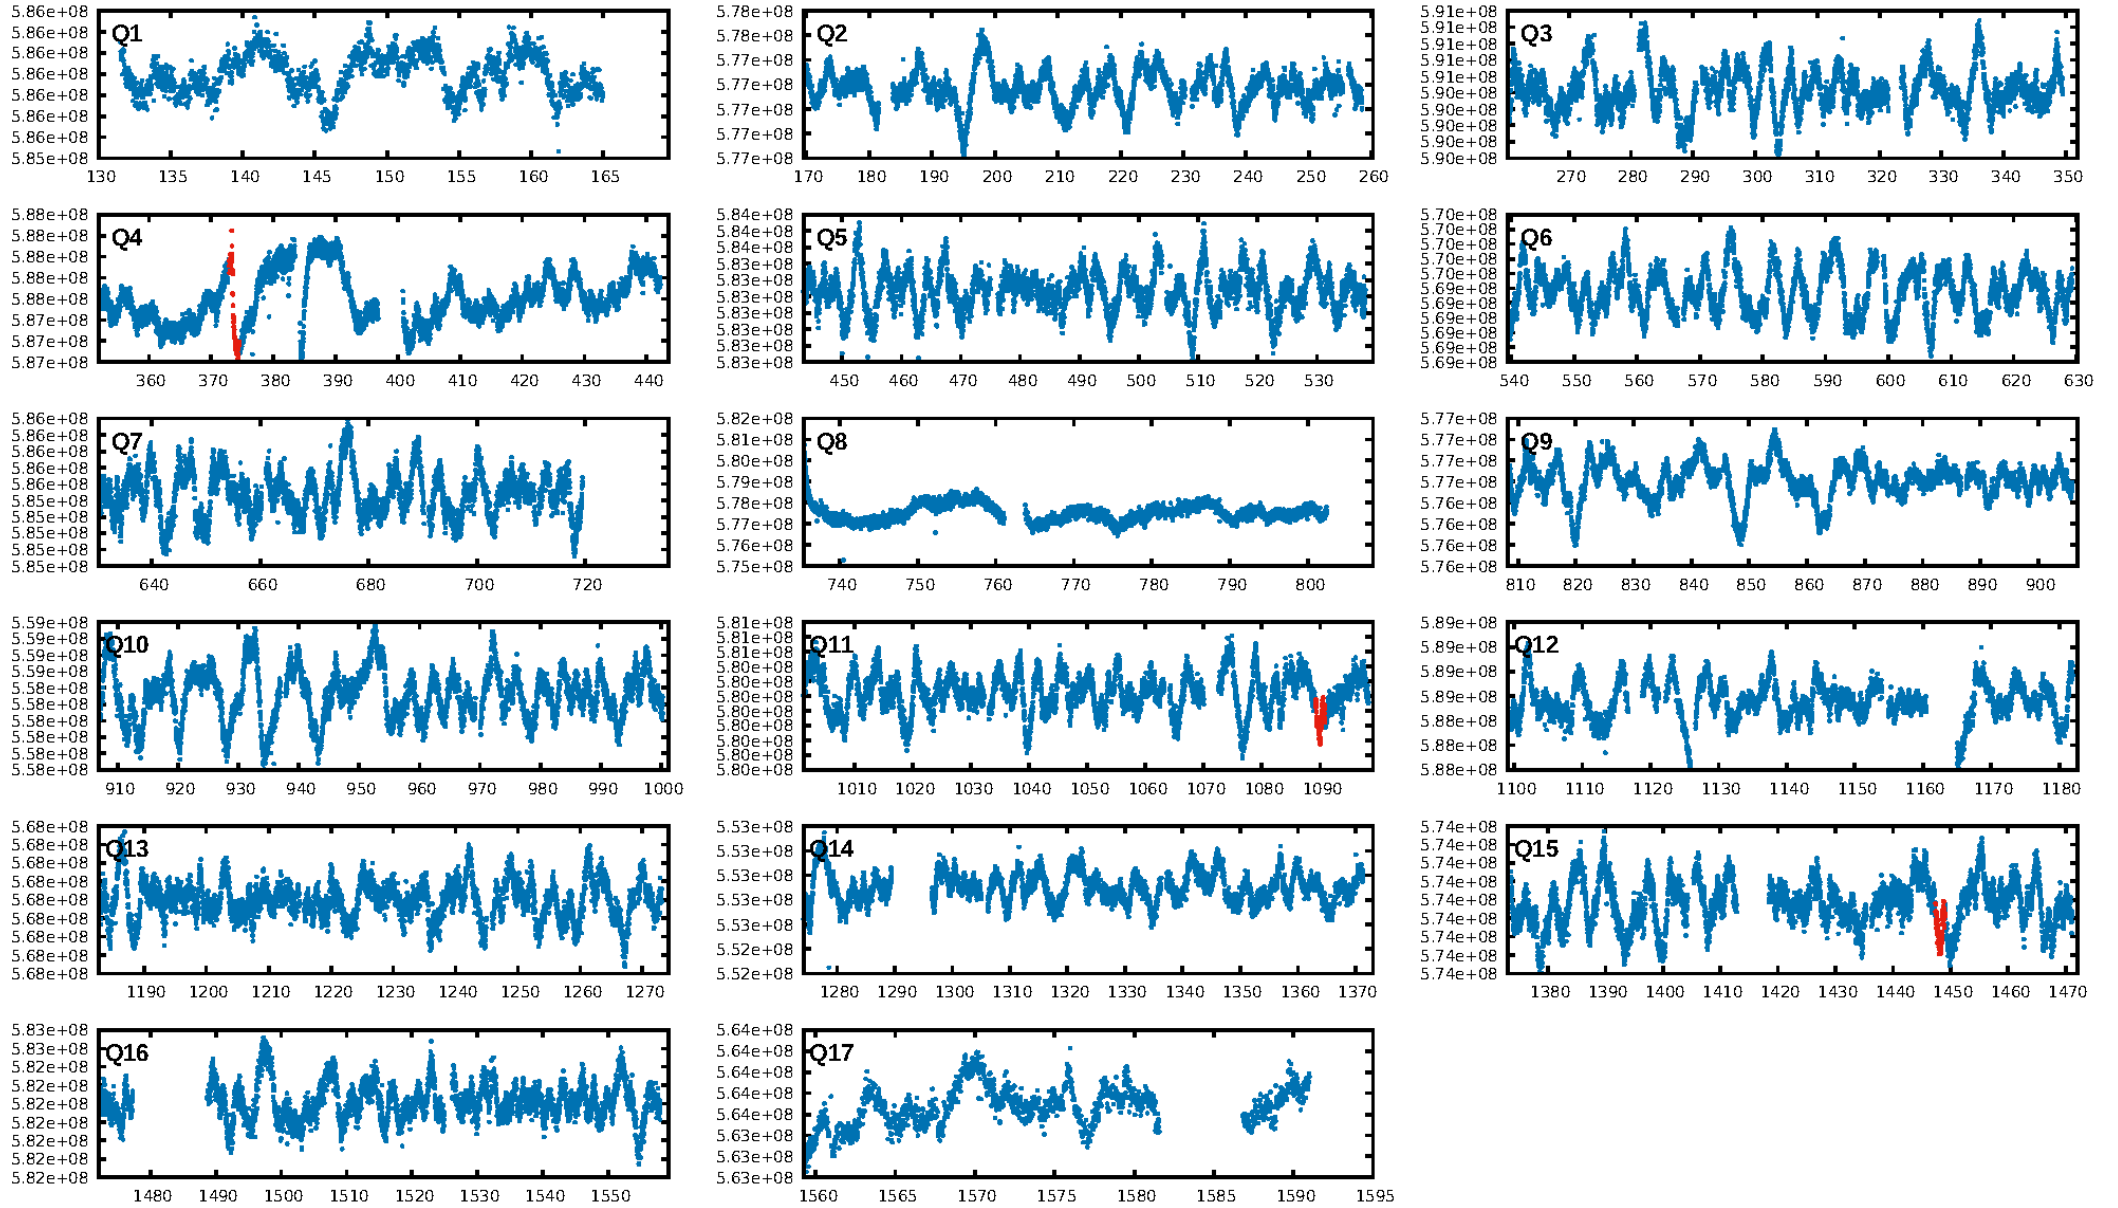 5.86e+08
5.86e+08
5.86e+08
5.86e+08
5.86e+08
5.86e+08
5.86e+08
5.85e+08
Q1
130 135 140 145 150 155 160 165
5.78e+08
5.78e+08
5.77e+08
5.77e+08
5.77e+08
5.77e+08
5.77e+08
Q2
170 180 190 200 210 220 230 240 250 260
5.91e+08
5.91e+08
5.91e+08
5.91e+08
5.91e+08
5.90e+08
5.90e+08
5.90e+08
5.90e+08
5.90e+08
Q3
270 280 290 300 310 320 330 340 350
5.88e+08
5.88e+08
5.88e+08
5.88e+08
5.88e+08
5.87e+08
5.87e+08
5.87e+08
Q4
360 370 380 390 400 410 420 430 440
5.84e+08
5.84e+08
5.84e+08
5.83e+08
5.83e+08
5.83e+08
5.83e+08
5.83e+08
5.83e+08
5.83e+08
Q5
450 460 470 480 490 500 510 520 530
5.70e+08
5.70e+08
5.70e+08
5.70e+08
5.70e+08
5.69e+08
5.69e+08
5.69e+08
5.69e+08
5.69e+08
5.69e+08
Q6
540 550 560 570 580 590 600 610 620 630
5.86e+08
5.86e+08
5.86e+08
5.86e+08
5.86e+08
5.85e+08
5.85e+08
5.85e+08
5.85e+08
5.85e+08
Q7
640 660 680 700 720
5.82e+08
5.81e+08
5.80e+08
5.79e+08
5.78e+08
5.77e+08
5.76e+08
5.75e+08
Q8
740 750 760 770 780 790 800
5.77e+08
5.77e+08
5.77e+08
5.77e+08
5.76e+08
5.76e+08
5.76e+08
5.76e+08
Q9
810 820 830 840 850 860 870 880 890 900
5.59e+08
5.59e+08
5.59e+08
5.59e+08
5.58e+08
5.58e+08
5.58e+08
5.58e+08
5.58e+08
5.58e+08
Q10
910 920 930 940 950 960 970 980 990 1000
5.81e+08
5.81e+08
5.81e+08
5.80e+08
5.80e+08
5.80e+08
5.80e+08
5.80e+08
5.80e+08
5.80e+08
5.80e+08
Q11
1010 1020 1030 1040 1050 1060 1070 1080 1090
5.89e+08
5.89e+08
5.89e+08
5.89e+08
5.88e+08
5.88e+08
5.88e+08
Q12
1100 1110 1120 1130 1140 1150 1160 1170 1180
5.68e+08
5.68e+08
5.68e+08
5.68e+08
5.68e+08
5.68e+08
5.68e+08
5.68e+08
5.68e+08
Q13
1190 1200 1210 1220 1230 1240 1250 1260 1270
5.53e+08
5.53e+08
5.53e+08
5.53e+08
5.53e+08
5.52e+08
5.52e+08
Q14
1280 1290 1300 1310 1320 1330 1340 1350 1360 1370
5.74e+08
5.74e+08
5.74e+08
5.74e+08
5.74e+08
5.74e+08
5.74e+08
5.74e+08
5.74e+08
Q15
1380 1390 1400 1410 1420 1430 1440 1450 1460 1470
5.83e+08
5.83e+08
5.82e+08
5.82e+08
5.82e+08
5.82e+08
5.82e+08
5.82e+08
5.82e+08
Q16
1480 1490 1500 1510 1520 1530 1540 1550
5.64e+08
5.64e+08
5.64e+08
5.64e+08
5.64e+08
5.63e+08
5.63e+08
5.63e+08
Q17
1560 1565 1570 1575 1580 1585 1590 1595